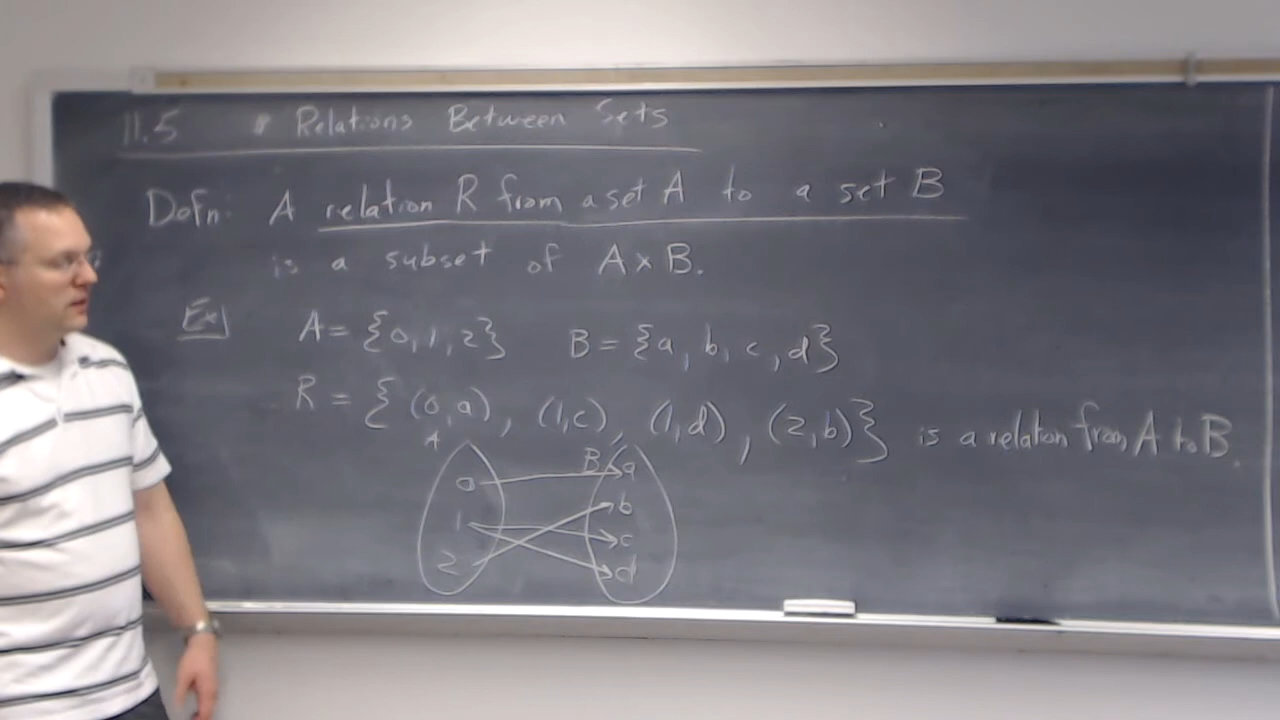 11.5 Relations Between Sets
Defn: A relation R from a set A to a set B
is a subset of A × B.
Ex A = {0, 1, 2} B = {a, b, c, d}
R = {(0, a), (1, c), (1, d), (2, b)} is a relation from A to B.
A B
0 a
b
1 c
2 d